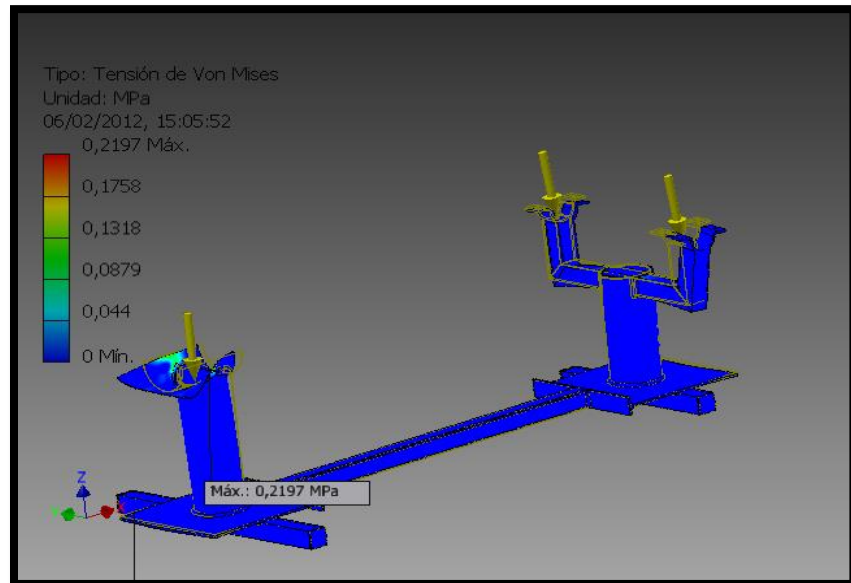 Tipo: Tensión de Von Mises
Unidad: MPa
06/02/2012, 15:05:52
0,2197 Máx.
0,1758
0,1318
0,0879
0,044
0 Mín.
Máx.: 0,2197 MPa
Z